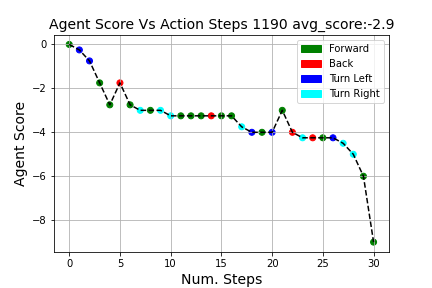 Agent Score Vs Action Steps 1190 avg_score:-2.9
Agent Score
0
−2
−4
−6
−8
Forward
Back
Turn Left
Turn Right
0 5 10 15 20 25 30
Num. Steps